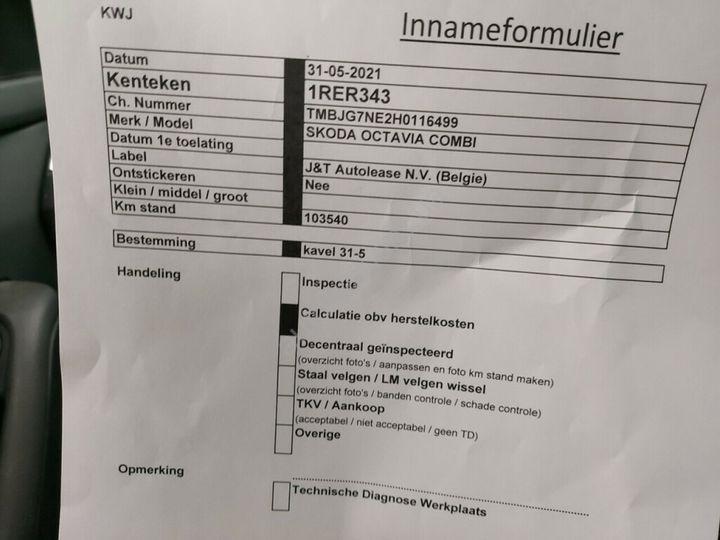 KWJ
Innameformulier
Datum 31-05-2021
Kenteken 1RER343
Ch. Nummer TMBJG7NE2H0116499
Merk / Model SKODA OCTAVIA COMBI
Datum 1e toelating
Label J&T Autolease N.V. (Belgie)
Ontstickeren Nee
Klein / middel / groot
Km stand 103540
Bestemming kavel 31-5
Handeling
Inspectie
Calculatie obv herstelkosten
Decentraal geïnspecteerd
(overzicht foto's / aanpassen en foto km stand maken)
Staal velgen / LM velgen wissel
(overzicht foto's / banden controle / schade controle)
TKV / Aankoop
(acceptabel / niet acceptabel / geen TD)
Overige
Opmerking
Technische Diagnose Werkplaats